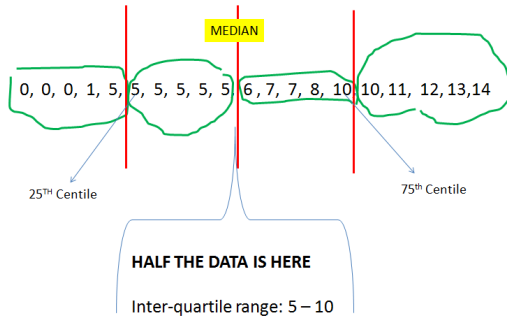 MEDIAN
0, 0, 0, 1, 5, 5, 5, 5, 5, 5 6, 7, 7, 8, 10 10, 11, 12,13,14
25TH Centile
75th Centile
HALF THE DATA IS HERE
Inter-quartile range: 5 – 10